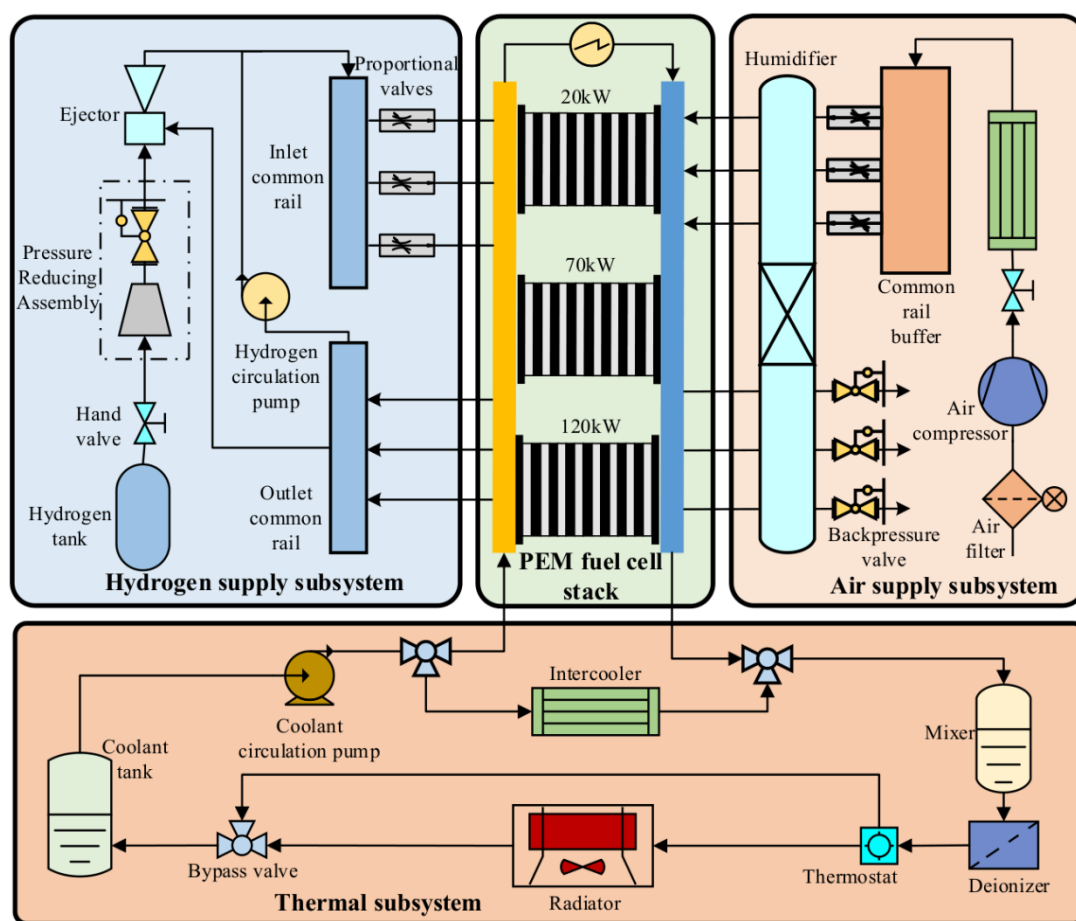 Ejector
Pressure
Reducing
Assembly
Hand
valve
Hydrogen
tank
Proportional
valves
Inlet
common
rail
Hydrogen
circulation
pump
Outlet
common
rail
Hydrogen supply subsystem
20kW
70kW
120kW
PEM fuel cell
stack
Humidifier
Common
rail
buffer
Air
compressor
Air
filter
Backpressure
valve
Air supply subsystem
Coolant
tank
Coolant
circulation pump
Intercooler
Mixer
Bypass valve
Radiator
Thermostat
Deionizer
Thermal subsystem